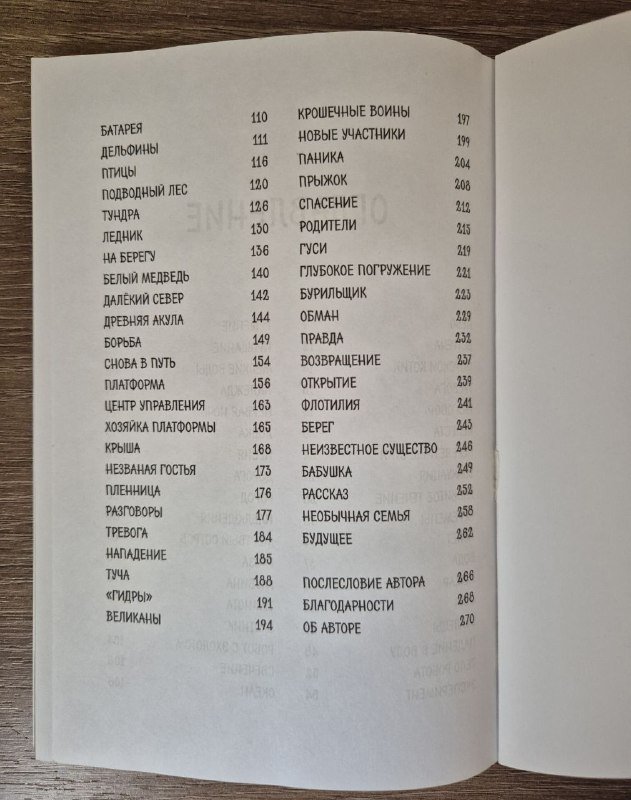 БАТАРЕЯ 110
ДЕЛЬФИНЫ 111
ПТИЦЫ 116
ПОДВОДНЫЙ ЛЕС 120
ТУНДРА 126
ЛЕДНИК 130
НА БЕРЕГУ 136
БЕЛЫЙ МЕДВЕДЬ 140
ДАЛЁКИЙ СЕВЕР 142
ДРЕВНЯЯ АКУЛА 144
БОРЬБА 149
СНОВА В ПУТЬ 154
ПЛАТФОРМА 156
ЦЕНТР УПРАВЛЕНИЯ 163
ХОЗЯЙКА ПЛАТФОРМЫ 165
КРЫША 168
НЕЗВАНАЯ ГОСТЬЯ 173
ПЛЕННИЦА 176
РАЗГОВОРЫ 177
ТРЕВОГА 184
НАПАДЕНИЕ 185
ТУЧА 188
«ГИДРЫ» 191
ВЕЛИКАНЫ 194
КРОШЕЧНЫЕ ВОИНЫ 197
НОВЫЕ УЧАСТНИКИ 199
ПАНИКА 204
ПРЫЖОК 208
СПАСЕНИЕ 212
РОДИТЕЛИ 215
ГУСИ 219
ГЛУБОКОЕ ПОГРУЖЕНИЕ 221
БУРИЛЬЩИК 223
ОБМАН 229
ПРАВДА 232
ВОЗВРАЩЕНИЕ 237
ОТКРЫТИЕ 239
ФЛОТИЛИЯ 241
БЕРЕГ 243
НЕИЗВЕСТНОЕ СУЩЕСТВО 246
БАБУШКА 249
РАССКАЗ 252
НЕОБЫЧНАЯ СЕМЬЯ 258
БУДУЩЕЕ 262
ПОСЛЕСЛОВИЕ АВТОРА 266
БЛАГОДАРНОСТИ 268
ОБ АВТОРЕ 270